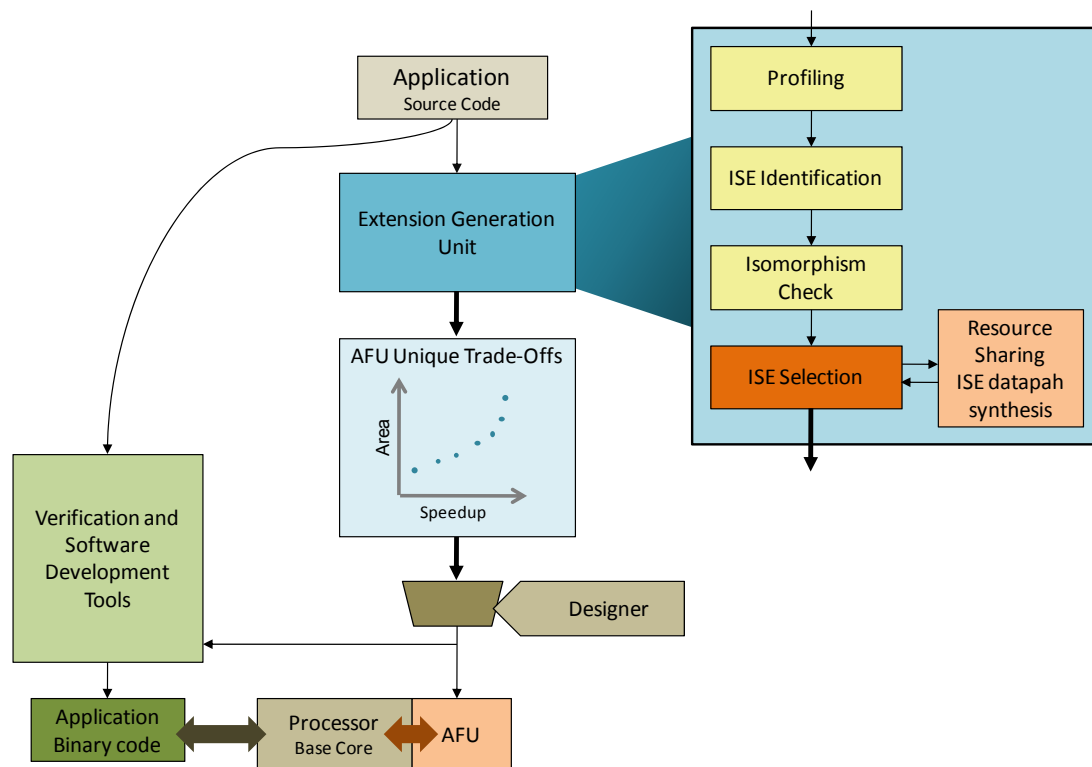 Application
Source Code
Extension Generation
Unit
AFU Unique Trade-Offs
Area
Speedup
Verification and
Software
Development
Tools
Designer
Application
Binary code
Processor
Base Core
AFU
Profiling
ISE Identification
Isomorphism
Check
ISE Selection
Resource
Sharing
ISE datapah
synthesis